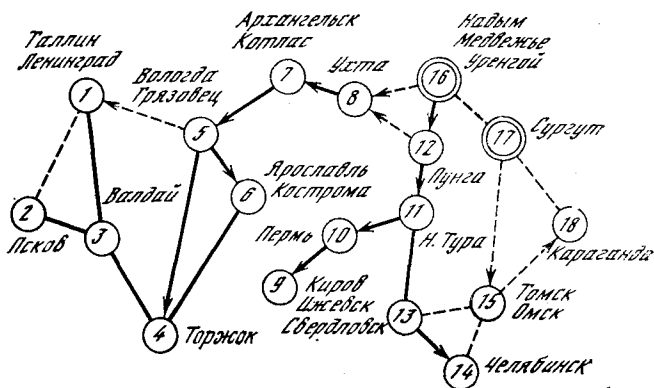 Архангельск
Котлас
Надым
Медвежье
Уренгой
Таллин
Ленинград
Вологда
Грязовец
Ухта
Сургут
7
8
16
17
1
5
12
Ярославль
Кострома
Пунга
6
Валдай
2
3
11
18
Псков
Пермь
10
Н. Тура
Караганда
9
Киров
Ижевск
Свердловск
13
15
Томск
Омск
4
Торжок
14
Челябинск